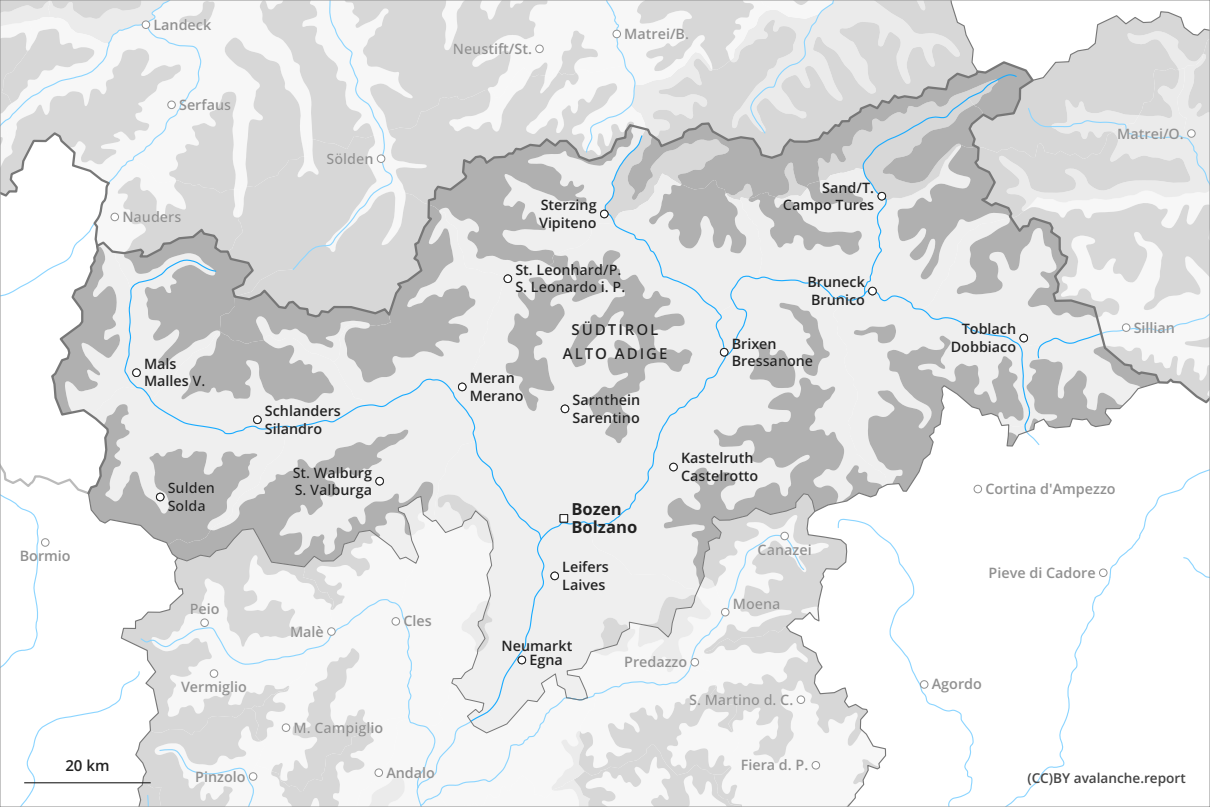 Landeck
Matrei/B.
Neustift/St.
Serfaus
Matrei/O.
Sölden
Sand/T.
Campo Tures
Sterzing
Vipiteno
Nauders
St. Leonhard/P.
S. Leonardo i. P.
Bruneck
Brunico
SÜDTIROL
ALTO ADIGE
Toblach
Dobbiaco
Sillian
Brixen
Bressanone
Mals
Malles V.
Meran
Merano
Sarnthein
Sarentino
Schlanders
Silandro
Kastelruth
Castelrotto
St. Walburg
S. Valburga
Sulden
Solda
Cortina d'Ampezzo
Bozen
Bolzano
Bormio
Canazei
Leifers
Laives
Pieve di Cadore
Peio
Moena
Cles
Malè
Neumarkt
Egna
Predazzo
Vermiglio
Agordo
S. Martino d. C.
M. Campiglio
Fiera d. P.
20 km
Pinzolo
Andalo
(CC)BY avalanche.report